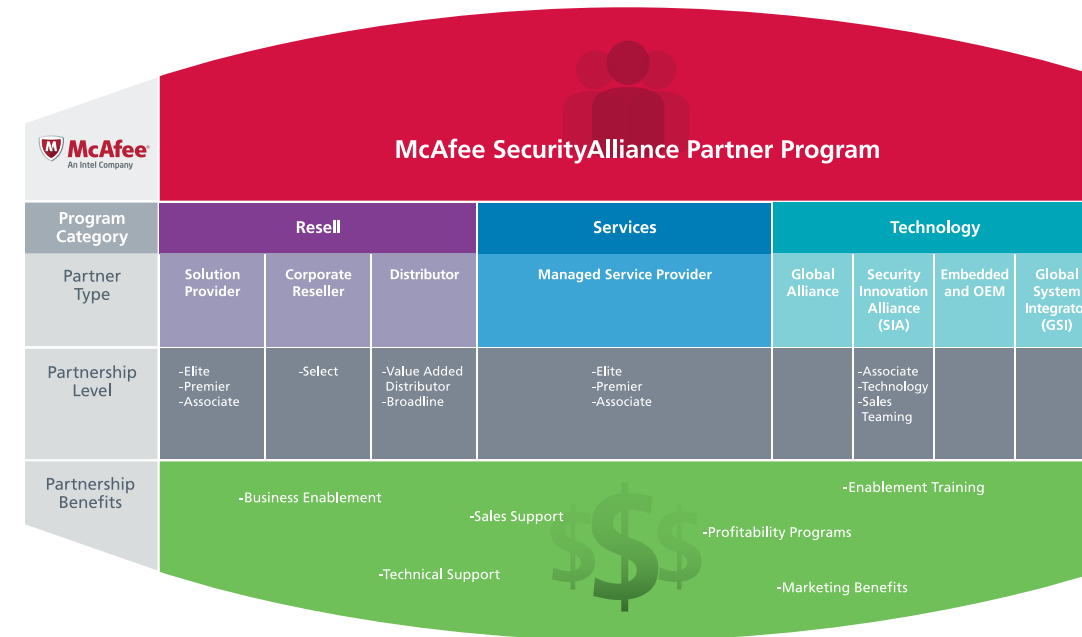 McAfee SecurityAlliance Partner Program
M McAfee
An Intel Company
Program
Category
Resell
Services
Technology
Partner
Type
Solution
Provider
Corporate
Reseller
Distributor
Managed Service Provider
Global
Alliance
Security
Innovation
Alliance
(SIA)
Embedded
and OEM
Global
System
Integrato
(GSI)
Partnership
Level
-Elite
-Premier
-Associate
-Select
-Value Added
Distributor
-Broadline
-Elite
-Premier
-Associate
-Associate
-Technology
-Sales
Teaming
Partnership
Benefits
-Business Enablement
-Sales Support
-Technical Support
-Enablement Training
-Profitability Programs
-Marketing Benefits
$ $ $